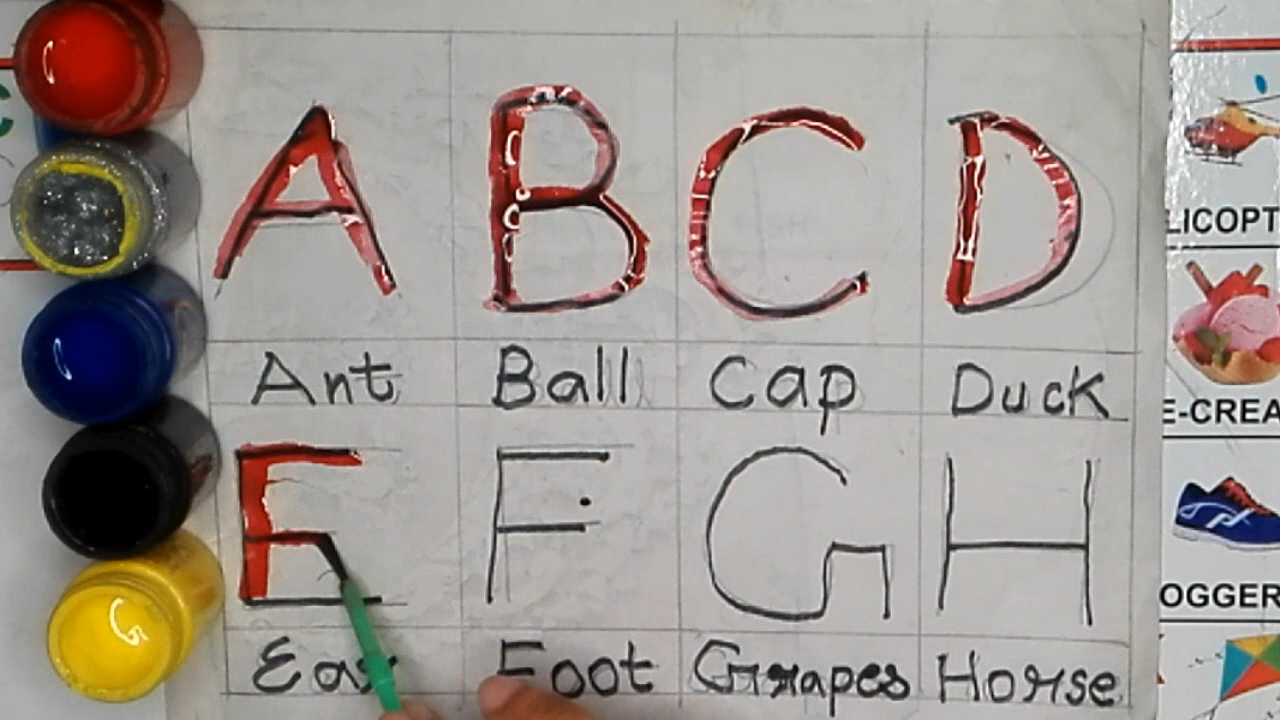 A B C D
LICOPT
Ant Ball Cap Duck
E-CREA
E F G H
OGGER
Foot Grapes Horse